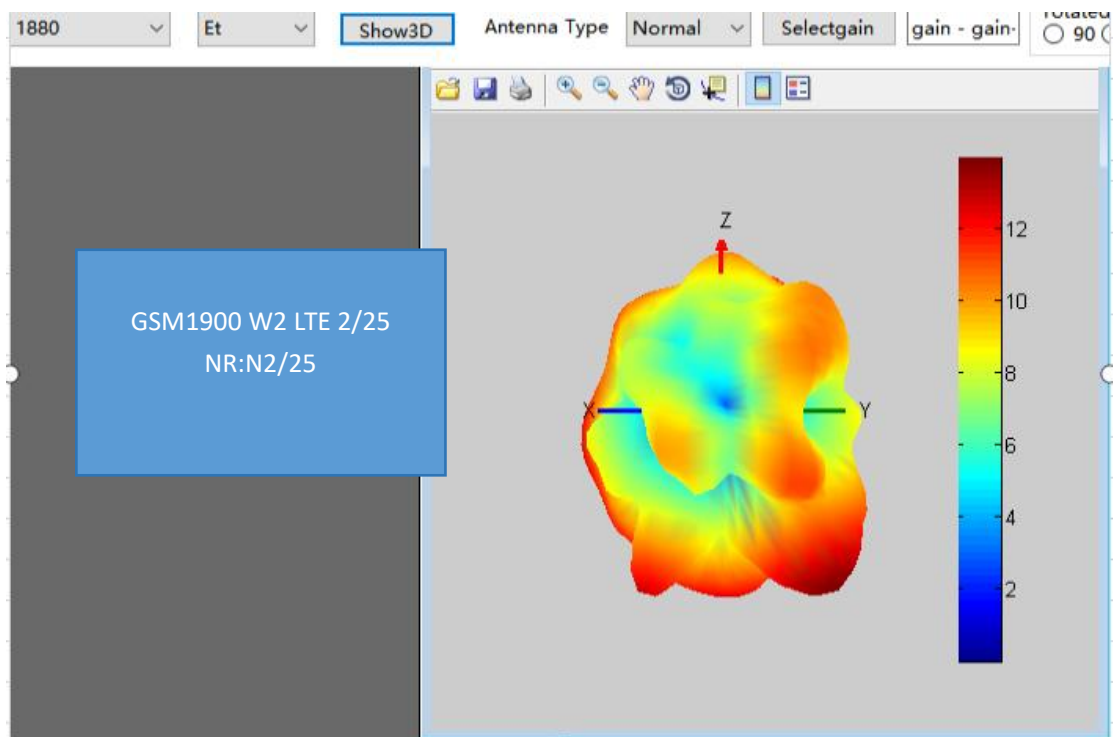 1880
Et
Show3D
Antenna Type
Normal
Selectgain
gain - gain-
rotated
90
GSM1900 W2 LTE 2/25
NR:N2/25
Z
X
Y
12
10
8
6
4
2